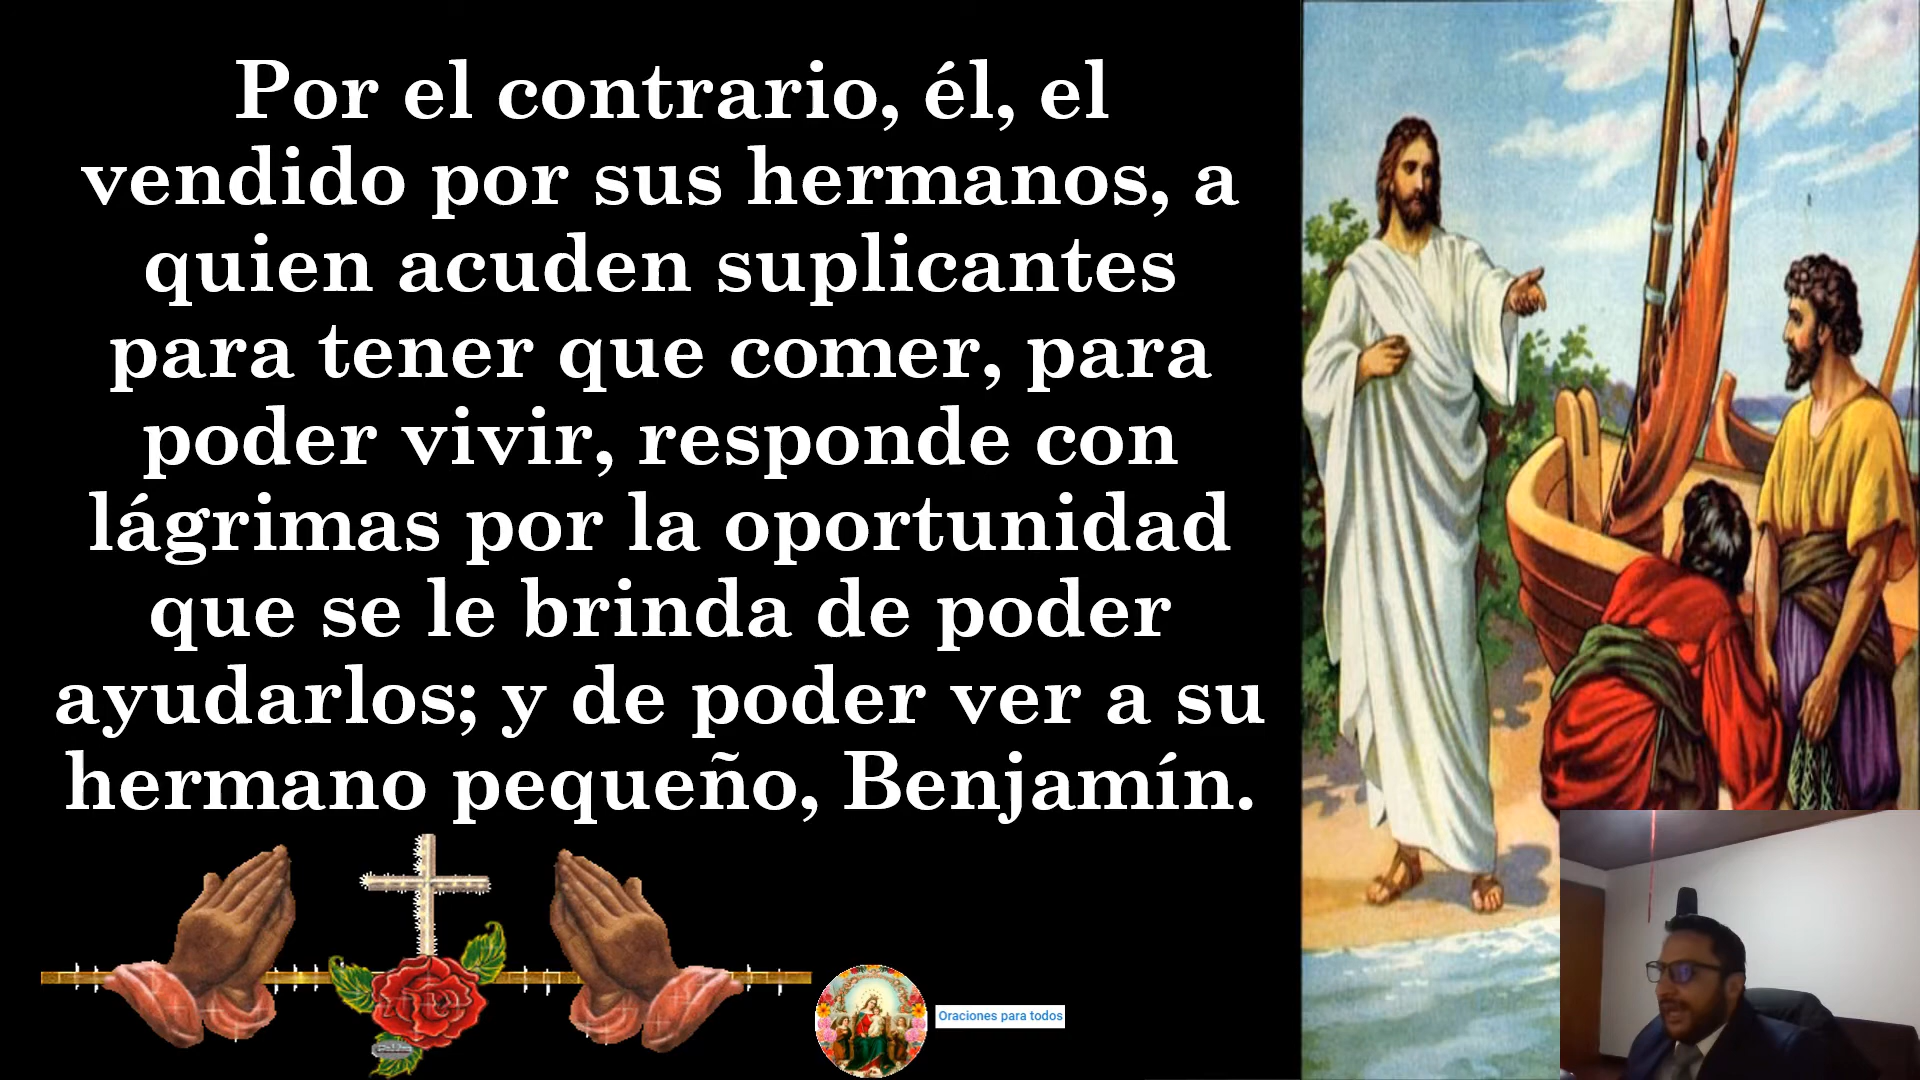 Por el contrario, él, el
vendido por sus hermanos, a
quien acuden suplicantes
para tener que comer, para
poder vivir, responde con
lágrimas por la oportunidad
que se le brinda de poder
ayudarlos; y de poder ver a su
hermano pequeño, Benjamín.
Oraciones para todos